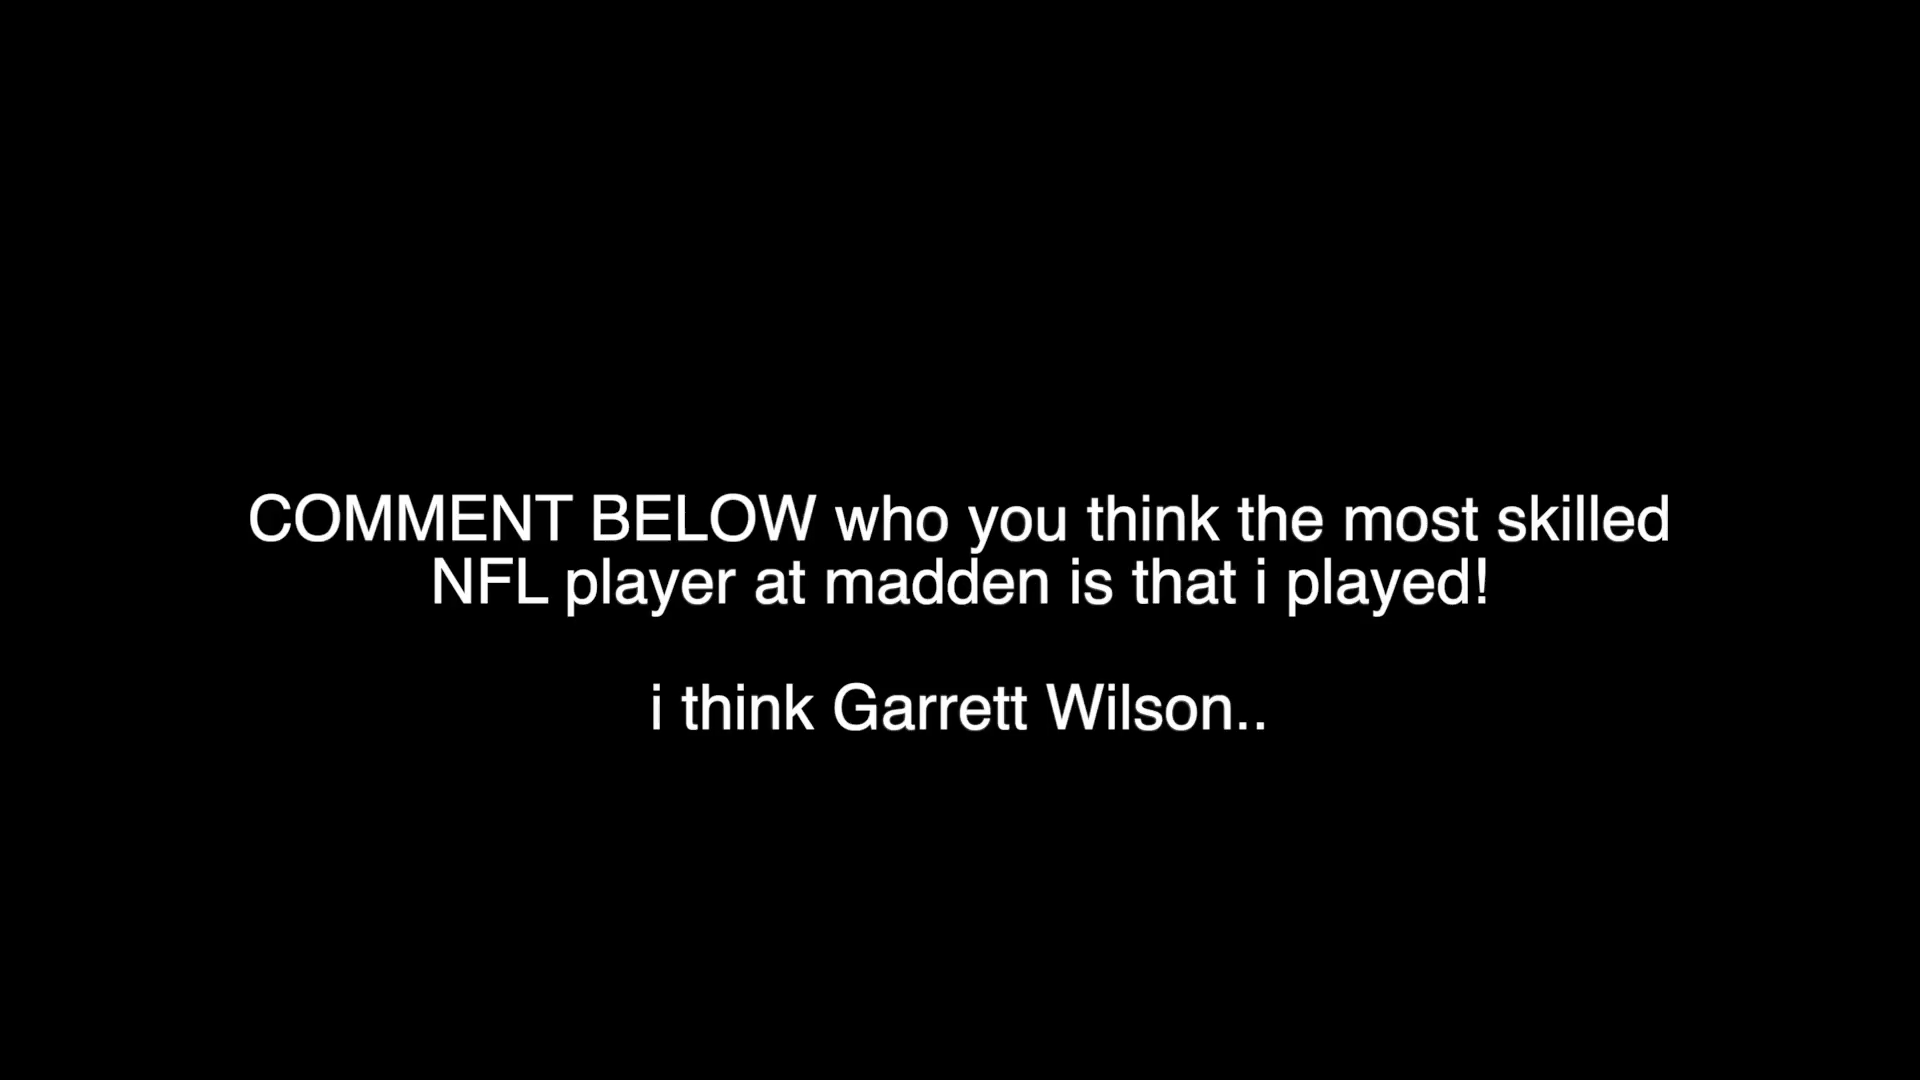 COMMENT BELOW who you think the most skilled
NFL player at madden is that i played!
i think Garrett Wilson..